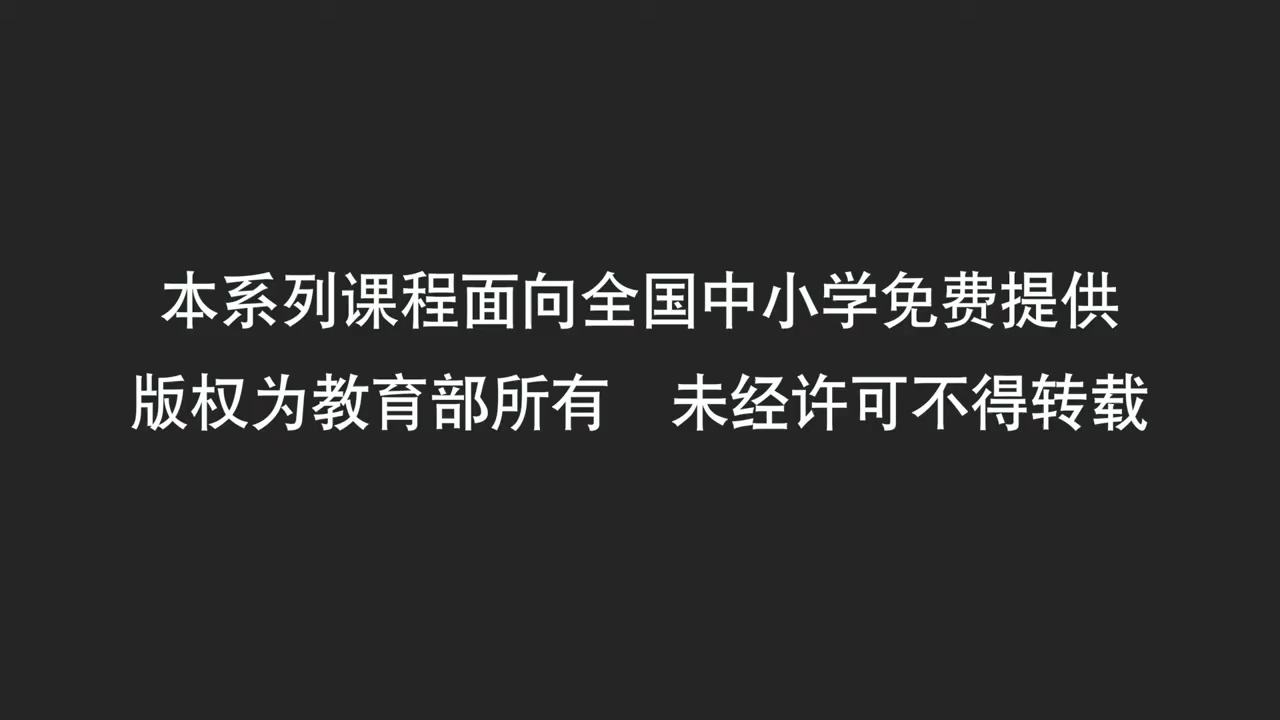 本系列课程面向全国中小学免费提供
版权为教育部所有　未经许可不得转载